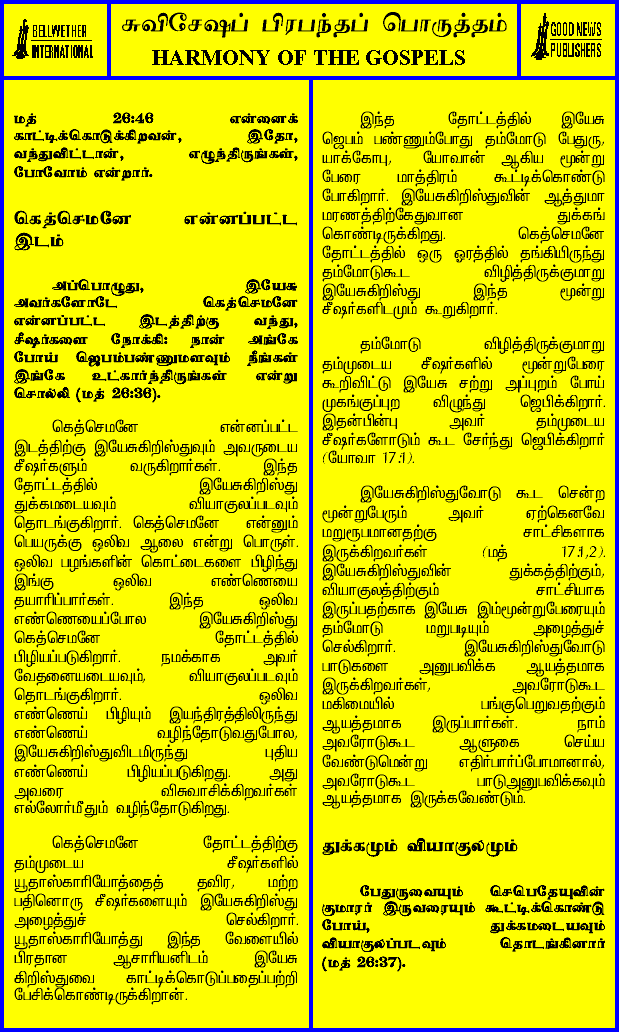 BELLWETHER
INTERNATIONAL
சுவிசேஷப் பிரபந்தப் பொருத்தம்
HARMONY OF THE GOSPELS
GOOD NEWS
PUBLISHERS
மத் 26:46 என்னைக்
காட்டிக்கொடுக்கிறவன், இதோ,
வந்துவிட்டான், எழுந்திருங்கள்,
போவோம் என்றார்.
கெத்செமனே என்னப்பட்ட
இடம்
அப்பொழுது, இயேசு
அவர்களோடே கெத்செமனே
என்னப்பட்ட இடத்திற்கு வந்து,
சீஷர்களை நோக்கி: நான் அங்கே
போய் ஜெபம்பண்ணுமளவும் நீங்கள்
இங்கே உட்கார்ந்திருங்கள் என்று
சொல்லி (மத் 26:36).
கெத்செமனே என்னப்பட்ட
இடத்திற்கு இயேசுகிறிஸ்துவும் அவருடைய
சீஷர்களும் வருகிறார்கள். இந்த
தோட்டத்தில் இயேசுகிறிஸ்து
துக்கமடையவும் வியாகுலப்படவும்
தொடங்குகிறார். கெத்செமனே என்னும்
பெயருக்கு ஒலிவ ஆலை என்று பொருள்.
ஒலிவ பழங்களின் கொட்டைகளை பிழிந்து
இங்கு ஒலிவ எண்ணெயை
தயாரிப்பார்கள். இந்த ஒலிவ
எண்ணெயைப்போல இயேசுகிறிஸ்து
கெத்செமனே தோட்டத்தில்
பிழியப்படுகிறார். நமக்காக அவர்
வேதனையடையவும், வியாகுலப்படவும்
தொடங்குகிறார். ஒலிவ
எண்ணெய் பிழியும் இயந்திரத்திலிருந்து
எண்ணெய் வழிந்தோடுவதுபோல,
இயேசுகிறிஸ்துவிடமிருந்து புதிய
எண்ணெய் பிழியப்படுகிறது. அது
அவரை விசுவாசிக்கிறவர்கள்
எல்லோர்மீதும் வழிந்தோடுகிறது.
கெத்செமனே தோட்டத்திற்கு
தம்முடைய சீஷர்களில்
யூதாஸ்காரியோத்தைத் தவிர, மற்ற
பதினொரு சீஷர்களையும் இயேசுகிறிஸ்து
அழைத்துச் செல்கிறார்.
யூதாஸ்காரியோத்து இந்த வேளையில்
பிரதான ஆசாரியனிடம் இயேசு
கிறிஸ்துவை காட்டிக்கொடுப்பதைப்பற்றி
பேசிக்கொண்டிருக்கிறான்.
இந்த தோட்டத்தில் இயேசு
ஜெபம் பண்ணும்போது தம்மோடு பேதுரு,
யாக்கோபு, யோவான் ஆகிய மூன்று
பேரை மாத்திரம் கூட்டிக்கொண்டு
போகிறார். இயேசுகிறிஸ்துவின் ஆத்துமா
மரணத்திற்கேதுவான துக்கங்
கொண்டிருக்கிறது. கெத்செமனே
தோட்டத்தில் ஒரு ஓரத்தில் தங்கியிருந்து
தம்மோடுகூட விழித்திருக்குமாறு
இயேசுகிறிஸ்து இந்த மூன்று
சீஷர்களிடமும் கூறுகிறார்.
தம்மோடு விழித்திருக்குமாறு
தம்முடைய சீஷர்களில் மூன்றுபேரை
கூறிவிட்டு இயேசு சற்று அப்புறம் போய்
முகங்குப்புற விழுந்து ஜெபிக்கிறார்.
இதன்பின்பு அவர் தம்முடைய
சீஷர்களோடும் கூட சேர்ந்து ஜெபிக்கிறார்
(யோவா 17:1).
இயேசுகிறிஸ்துவோடு கூட சென்ற
மூன்றுபேரும் அவர் ஏற்கெனவே
மறுரூபமானதற்கு சாட்சிகளாக
இருக்கிறவர்கள் (மத் 17:1,2).
இயேசுகிறிஸ்துவின் துக்கத்திற்கும்,
வியாகுலத்திற்கும் சாட்சியாக
இருப்பதற்காக இயேசு இம்மூன்றுபேரையும்
தம்மோடு மறுபடியும் அழைத்துச்
செல்கிறார். இயேசுகிறிஸ்துவோடு
பாடுகளை அனுபவிக்க ஆயத்தமாக
இருக்கிறவர்கள், அவரோடுகூட
மகிமையில் பங்குபெறுவதற்கும்
ஆயத்தமாக இருப்பார்கள். நாம்
அவரோடுகூட ஆளுகை செய்ய
வேண்டுமென்று எதிர்பார்ப்போமானால்,
அவரோடுகூட பாடுஅனுபவிக்கவும்
ஆயத்தமாக இருக்கவேண்டும்.
துக்கமும் வியாகுலமும்
பேதுருவையும் செபெதேயுவின்
குமாரர் இருவரையும் கூட்டிக்கொண்டு
போய், துக்கமடையவும்
வியாகுலப்படவும் தொடங்கினார்
(மத் 26:37).